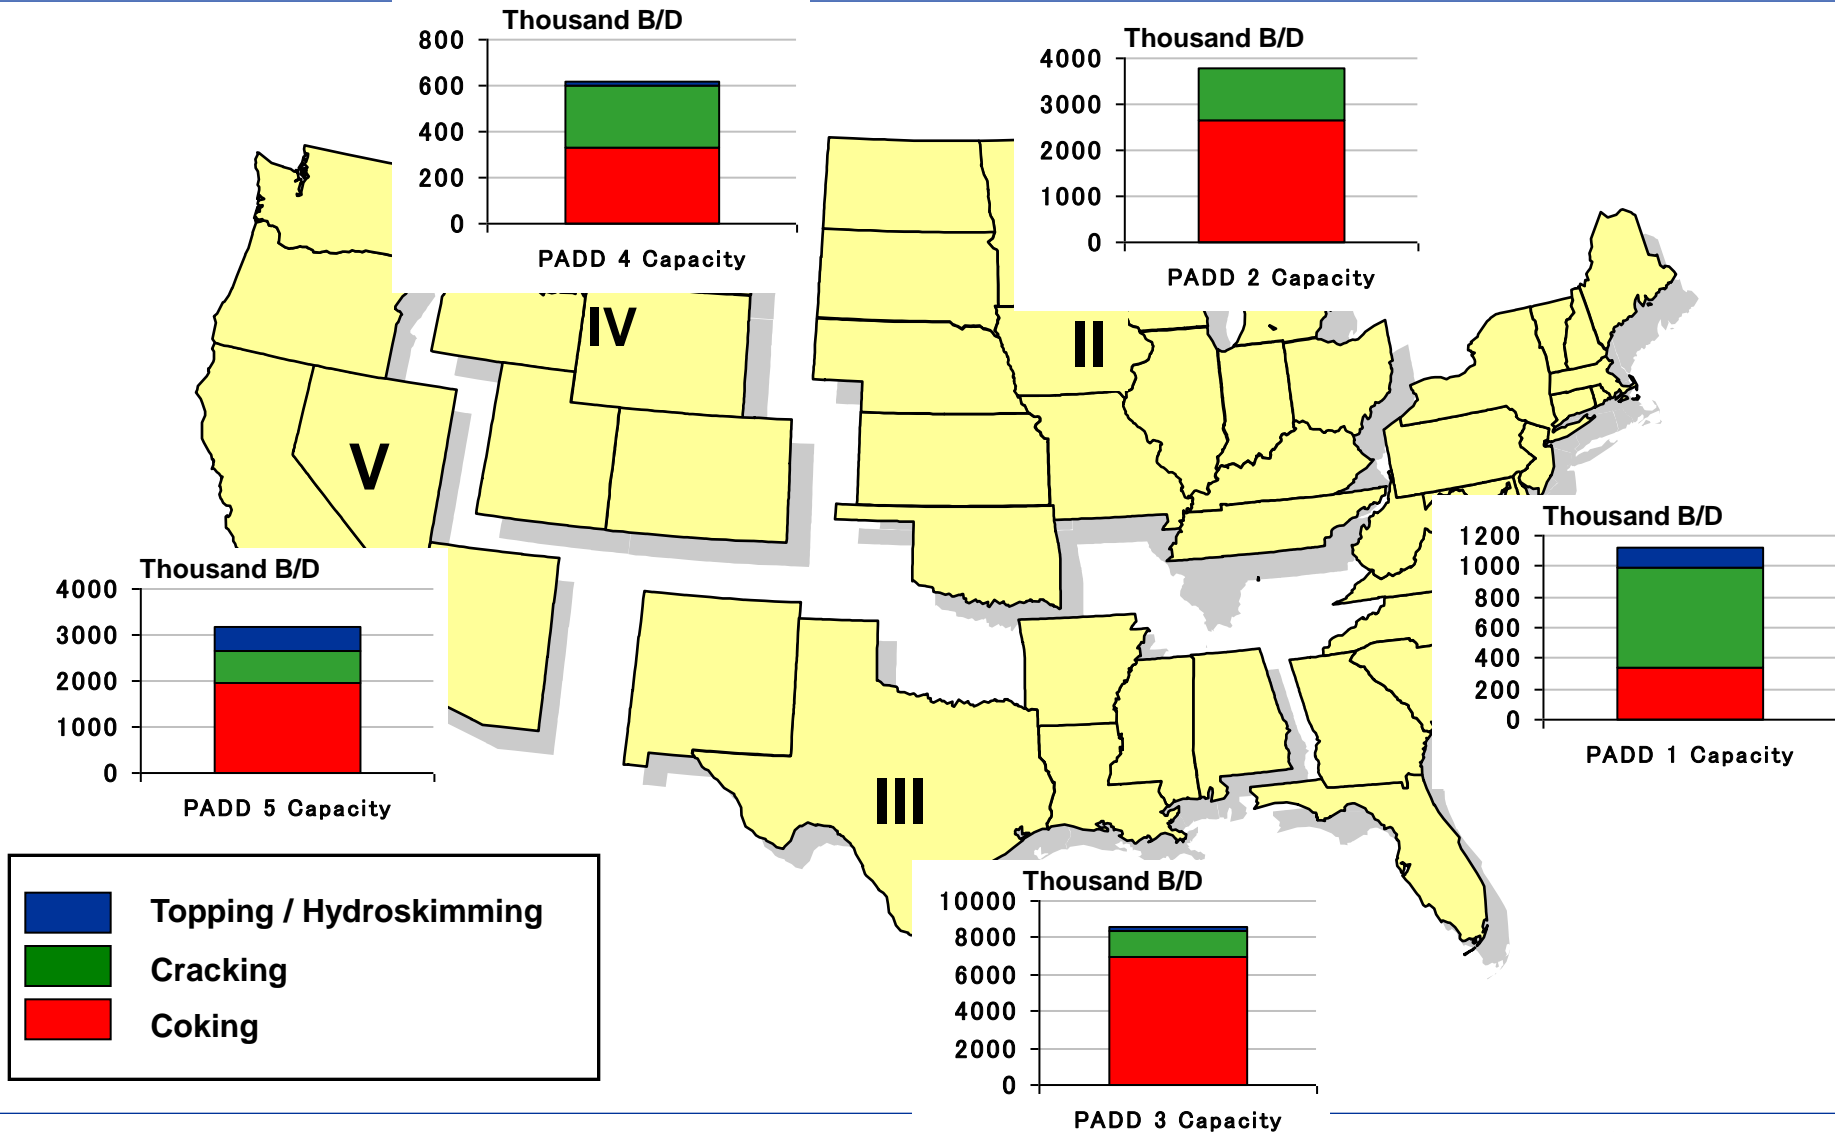 Thousand B/D
800
600
400
200
0
PADD 4 Capacity
Thousand B/D
4000
3000
2000
1000
0
PADD 2 Capacity
IV
II
V
Thousand B/D
1200
1000
800
600
400
200
0
PADD 1 Capacity
Thousand B/D
4000
3000
2000
1000
0
PADD 5 Capacity
III
Thousand B/D
10000
8000
6000
4000
2000
0
PADD 3 Capacity
Topping / Hydroskimming
Cracking
Coking